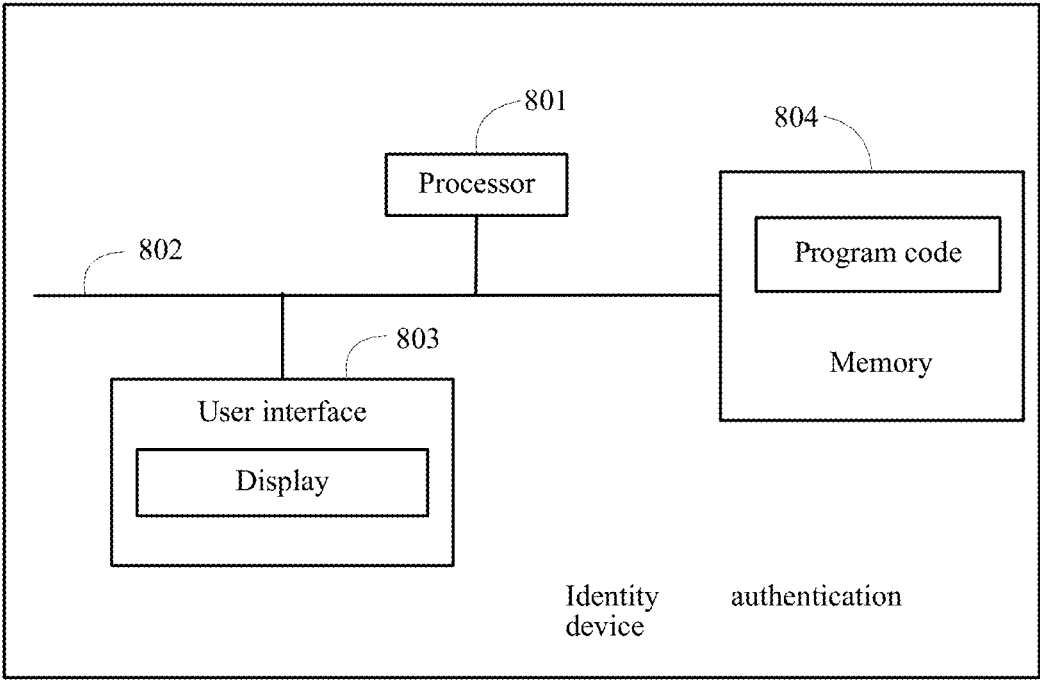 801
804
Processor
802
Program code
803
Memory
User interface
Display
Identity authentication
device